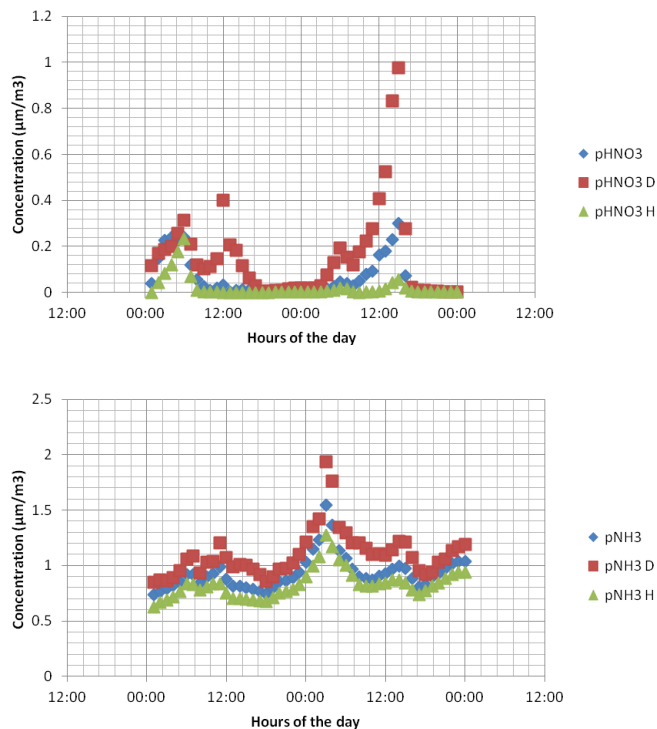 1.2
1
0.8
0.6
0.4
0.2
0
Concentration (µm/m3)
12:00 00:00 12:00 00:00 12:00 00:00 12:00
Hours of the day
pHNO3
pHNO3 D
pHNO3 H
2.5
2
1.5
1
0.5
0
Concentration (µm/m3)
12:00 00:00 12:00 00:00 12:00 00:00 12:00
Hours of the day
pNH3
pNH3 D
pNH3 H